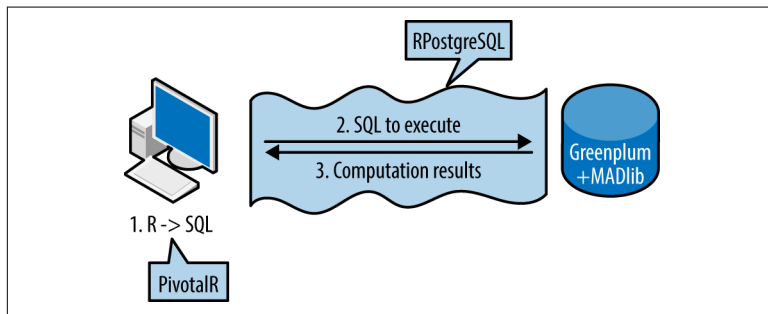 RPostgreSQL
2. SQL to execute
3. Computation results
Greenplum
+MADlib
1. R -> SQL
PivotalR